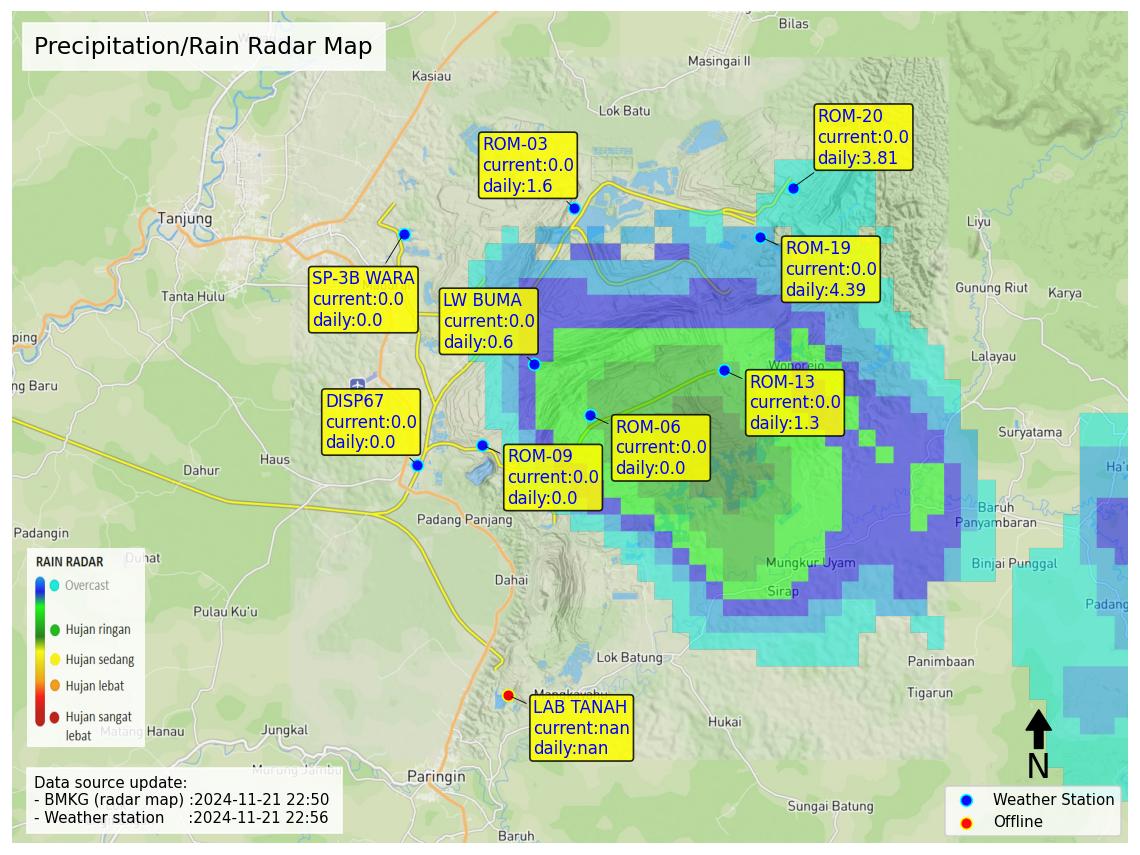 Precipitation/Rain Radar Map
Bilas
Masingai II
Kasiau
Lok Batu
ROM-20
current:0.0
daily:3.81
ROM-03
current:0.0
daily:1.6
Tanjung
Liyu
ROM-19
current:0.0
daily:4.39
SP-3B WARA
current:0.0
daily:0.0
Tanta Hulu
Gunung Riut
Karya
LW BUMA
current:0.0
daily:0.6
ping
Lalayau
Wonorejo
ng Baru
ROM-13
current:0.0
daily:1.3
DISP67
current:0.0
daily:0.0
ROM-06
current:0.0
daily:0.0
Suryatama
ROM-09
current:0.0
daily:0.0
Haus
Dahur
Ha'u
Baruh
Panyambaran
Padang Panjang
Padangin
Duhat
Mungkur Uyam
Binjai Punggal
Dahai
Sirap
Padang
Pulau Ku'u
RAIN RADAR
Overcast
Hujan ringan
Hujan sedang
Hujan lebat
Hujan sangat
lebat
Lok Batung
Panimbaan
Tigarun
Mangkayahu
LAB TANAH
current:nan
daily:nan
Hukai
Matang Hanau
Jungkal
N
Murung Jambu
Paringin
Sungai Batung
Baruh
Data source update:
- BMKG (radar map) :2024-11-21 22:50
- Weather station :2024-11-21 22:56
Weather Station
Offline